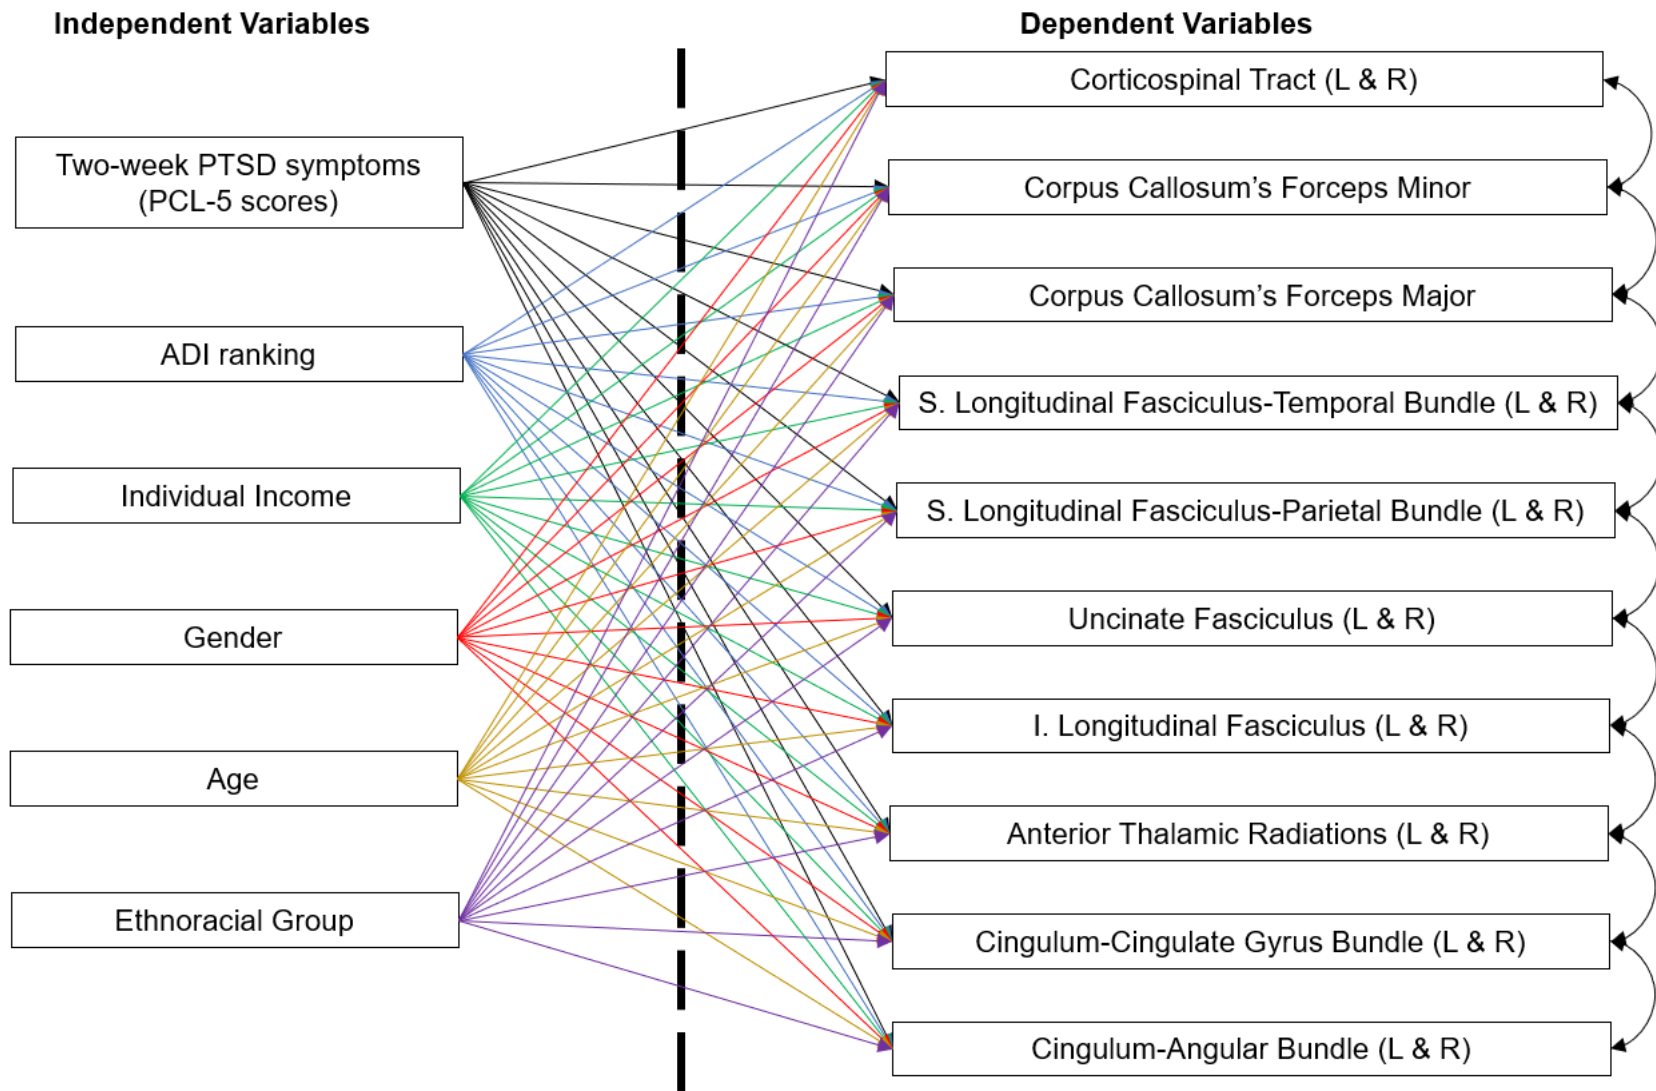 Independent Variables
Dependent Variables
Two-week PTSD symptoms
(PCL-5 scores)
ADI ranking
Individual Income
Gender
Age
Ethnoracial Group
Corticospinal Tract (L & R)
Corpus Callosum's Forceps Minor
Corpus Callosum's Forceps Major
S. Longitudinal Fasciculus-Temporal Bundle (L & R)
S. Longitudinal Fasciculus-Parietal Bundle (L & R)
Uncinate Fasciculus (L & R)
I. Longitudinal Fasciculus (L & R)
Anterior Thalamic Radiations (L & R)
Cingulum-Cingulate Gyrus Bundle (L & R)
Cingulum-Angular Bundle (L & R)